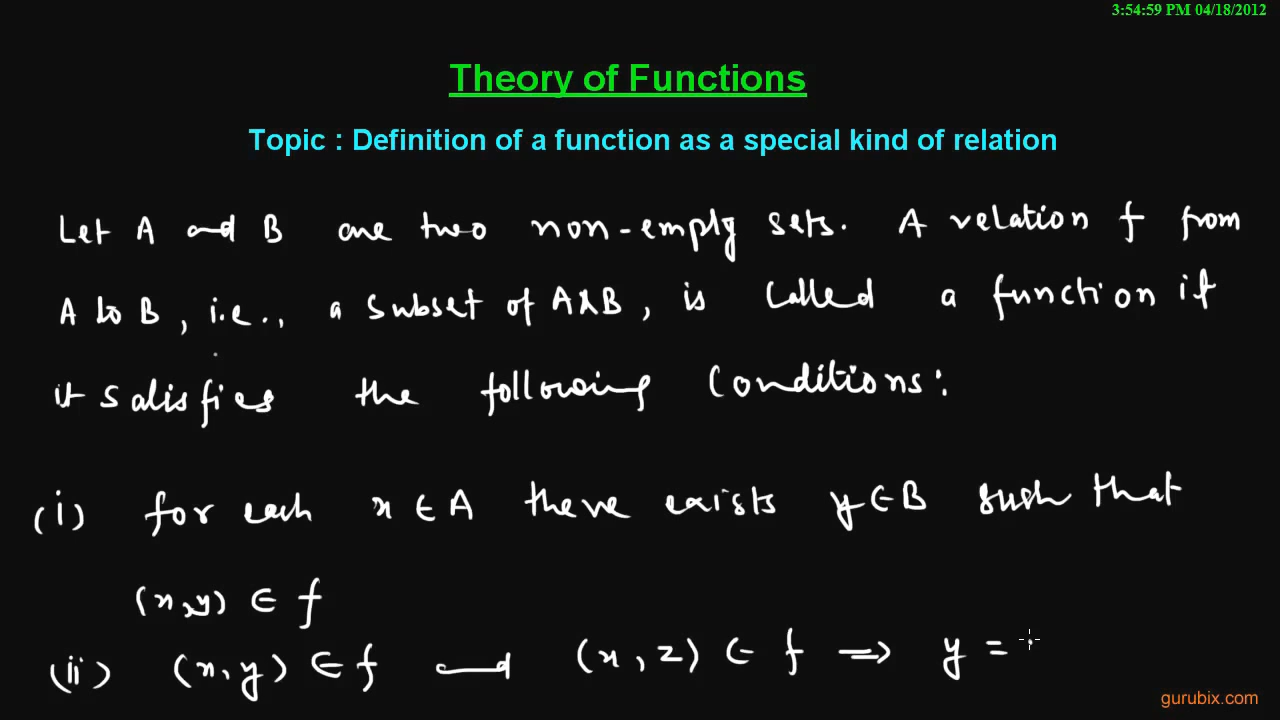 3:54:59 PM 04/18/2012
Theory of Functions
Topic : Definition of a function as a special kind of relation
Let A and B are two non-empty sets. A relation f from
A to B, i.e., a subset of AXB, is called a function if
it satisfies the following conditions:
(i) for each x ∈ A there exists y ∈ B such that
(x,y) ∈ f
(ii) (x,y) ∈ f and (x,z) ∈ f ⇒ y =
gurubix.com